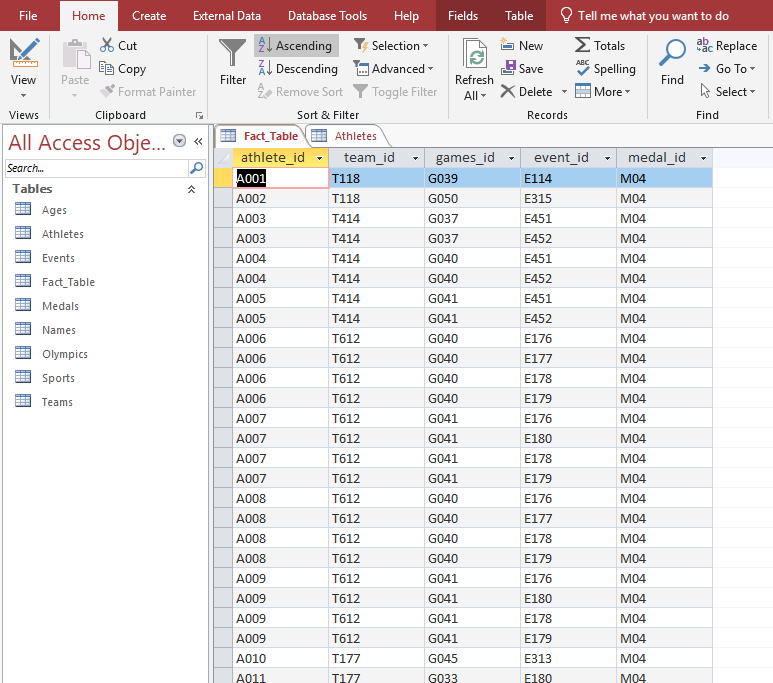 File Home Create External Data Database Tools Help Fields Table Tell me what you want to do
View Paste Cut Copy Format Painter
Filter Ascending Descending Remove Sort Selection Advanced Toggle Filter
Refresh All New Save Delete Totals Spelling More
Find Replace Go To Select
Views Clipboard Sort & Filter Records Find
All Access Obje...
Search...
Tables
Ages
Athletes
Events
Fact_Table
Medals
Names
Olympics
Sports
Teams
Fact_Table Athletes
athlete_id team_id games_id event_id medal_id
A001 T118 G039 E114 M04
A002 T118 G050 E315 M04
A003 T414 G037 E451 M04
A003 T414 G037 E452 M04
A004 T414 G040 E451 M04
A004 T414 G040 E452 M04
A005 T414 G041 E451 M04
A005 T414 G041 E452 M04
A006 T612 G040 E176 M04
A006 T612 G040 E177 M04
A006 T612 G040 E178 M04
A006 T612 G040 E179 M04
A007 T612 G041 E176 M04
A007 T612 G041 E180 M04
A007 T612 G041 E178 M04
A007 T612 G041 E179 M04
A008 T612 G040 E176 M04
A008 T612 G040 E177 M04
A008 T612 G040 E178 M04
A008 T612 G040 E179 M04
A009 T612 G041 E176 M04
A009 T612 G041 E180 M04
A009 T612 G041 E178 M04
A009 T612 G041 E179 M04
A010 T177 G045 E313 M04
A011 T177 G033 E180 M04